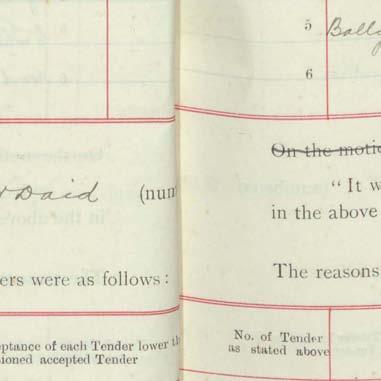 Daid (num
ers were as follows:
eptance of each Tender lower th
sioned accepted Tender
5 Bally
6
On the motio
"It w
in the above
The reasons
No. of Tender
as stated above